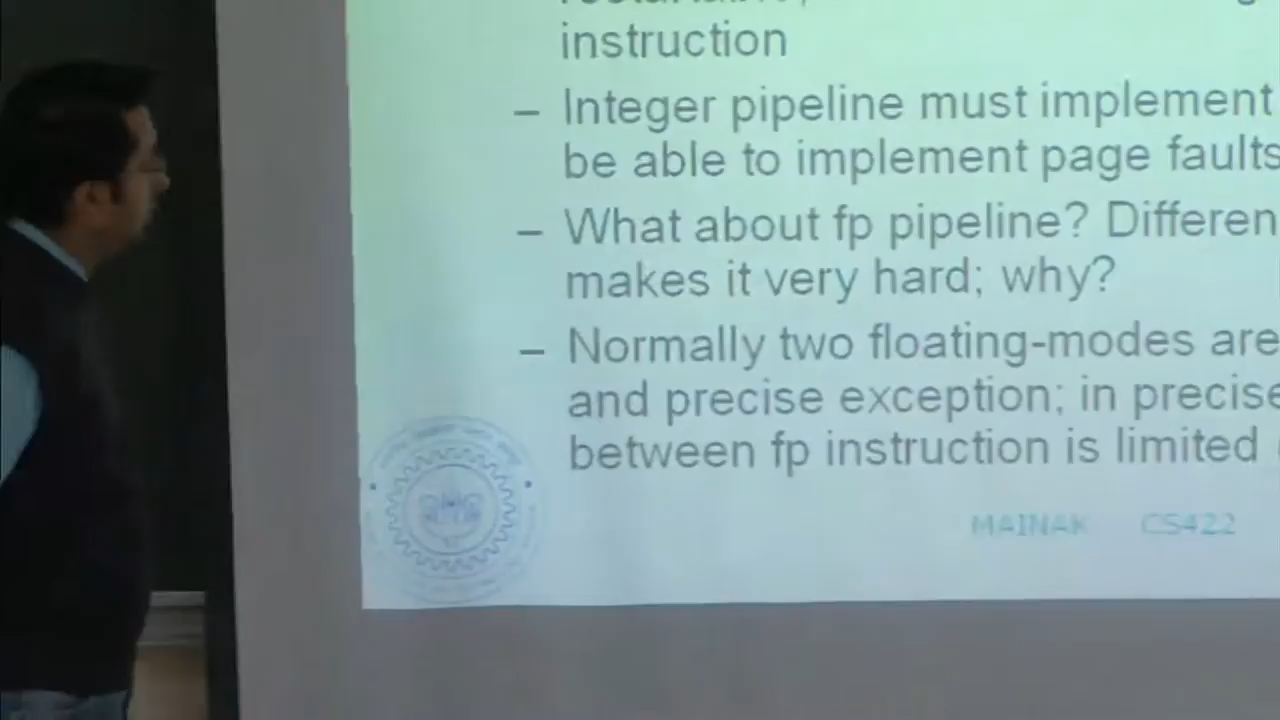 instruction
– Integer pipeline must implement
be able to implement page faults
– What about fp pipeline? Differen
makes it very hard; why?
– Normally two floating-modes are
and precise exception; in precise
between fp instruction is limited
MAINAK CS422